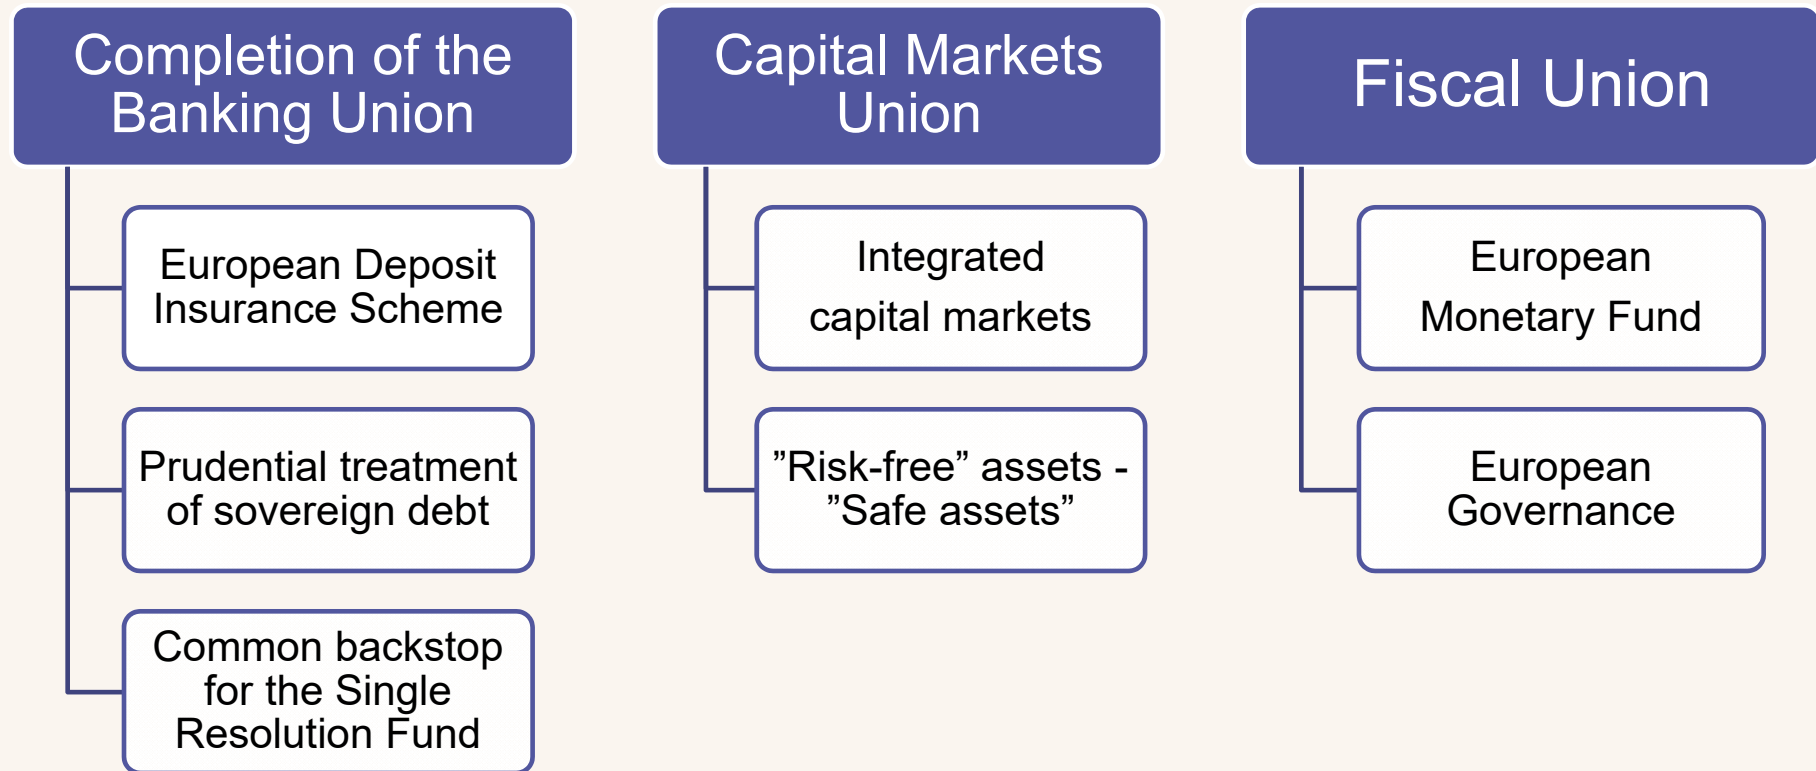 Completion of the
Banking Union
European Deposit
Insurance Scheme
Prudential treatment
of sovereign debt
Common backstop
for the Single
Resolution Fund
Capital Markets
Union
Integrated
capital markets
”Risk-free” assets -
”Safe assets”
Fiscal Union
European
Monetary Fund
European
Governance